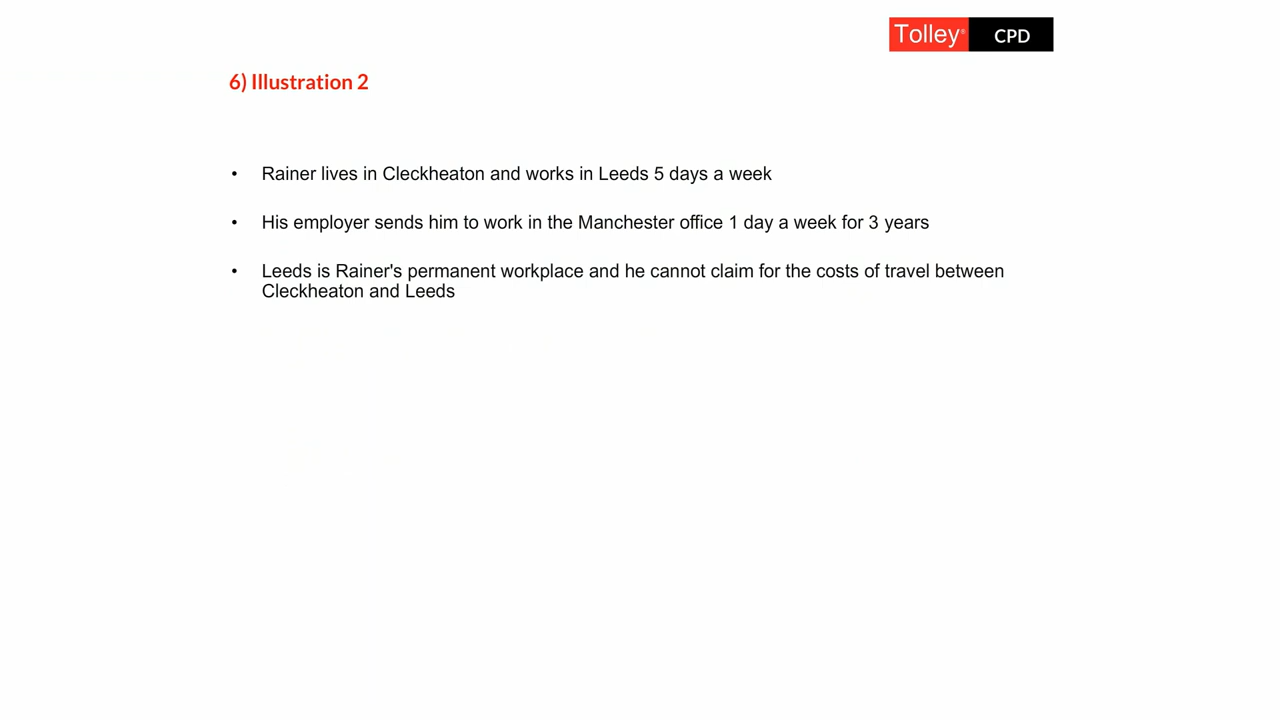 Tolley® CPD
6) Illustration 2
• Rainer lives in Cleckheaton and works in Leeds 5 days a week
• His employer sends him to work in the Manchester office 1 day a week for 3 years
• Leeds is Rainer's permanent workplace and he cannot claim for the costs of travel between
Cleckheaton and Leeds